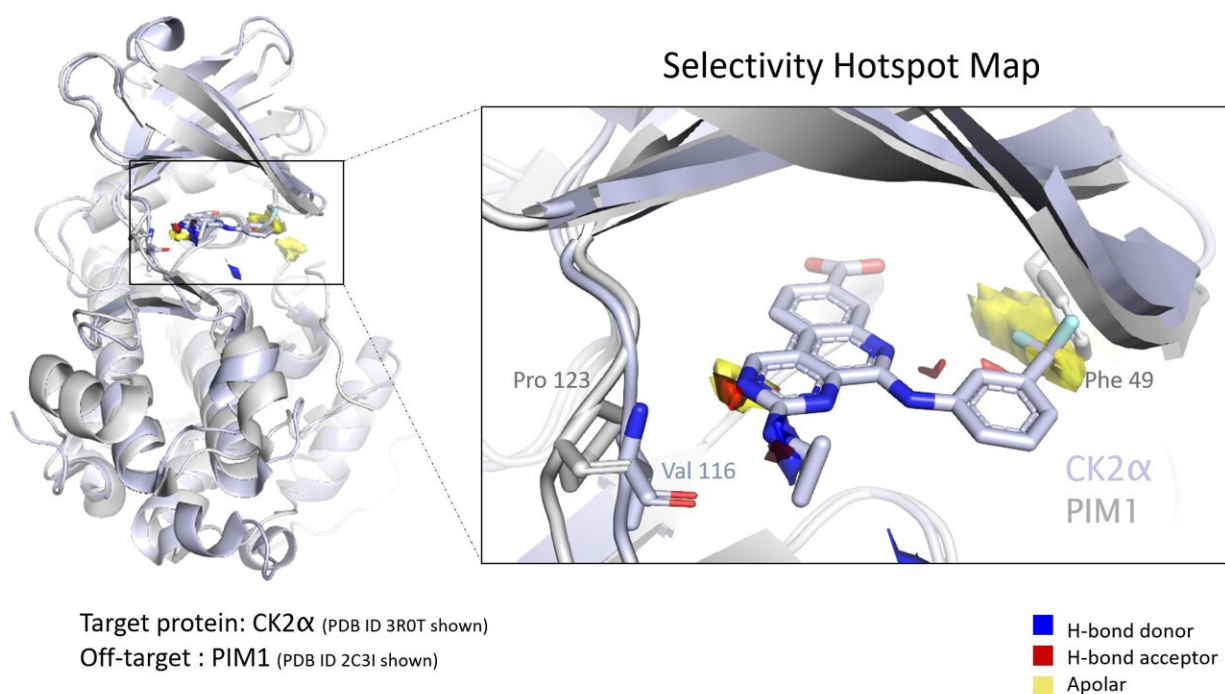 Selectivity Hotspot Map
Pro 123
Phe 49
Val 116
CK2α
PIM1
Target protein: CK2α (PDB ID 3R0T shown)
Off-target : PIM1 (PDB ID 2C3I shown)
H-bond donor
H-bond acceptor
Apolar